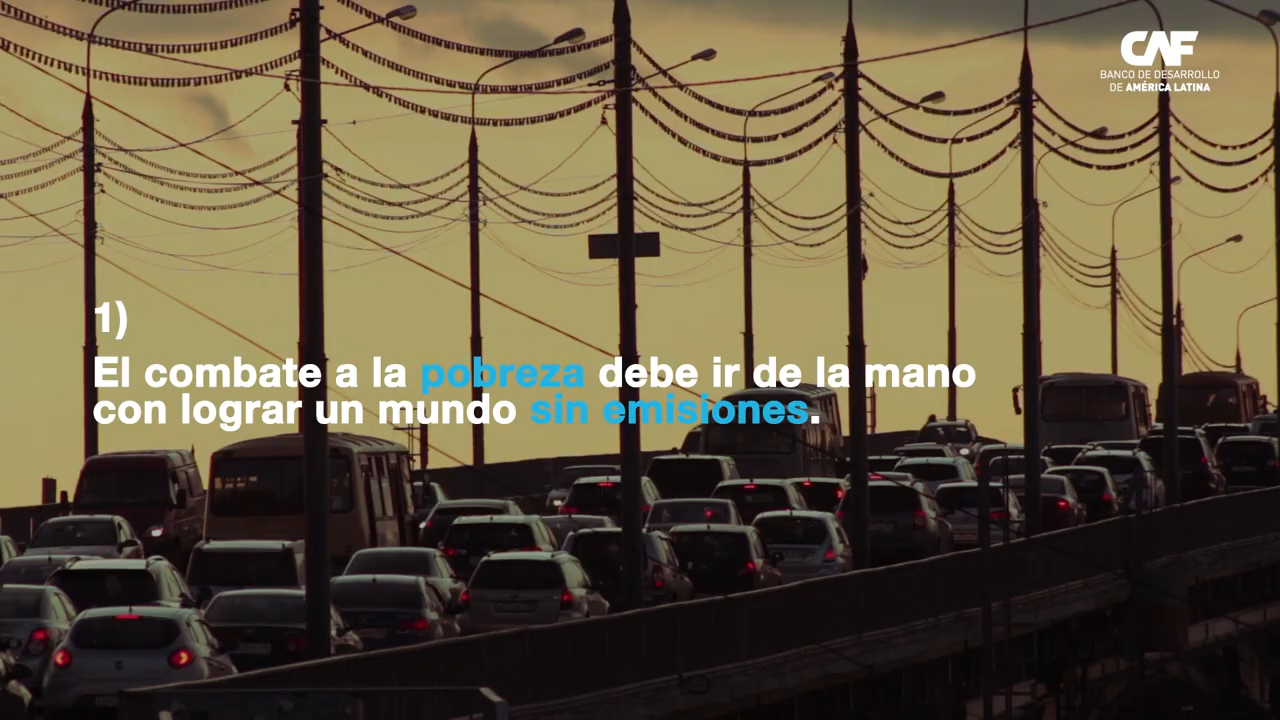 CAF
BANCO DE DESARROLLO
DE AMÉRICA LATINA
1)
El combate a la pobreza debe ir de la mano
con lograr un mundo sin emisiones.